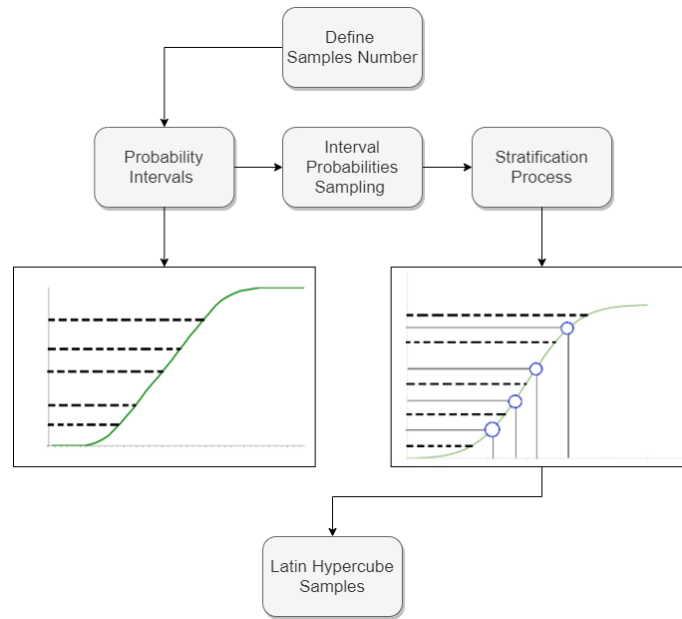 Define
Samples Number
Probability
Intervals
Interval
Probabilities
Sampling
Stratification
Process
Latin Hypercube
Samples